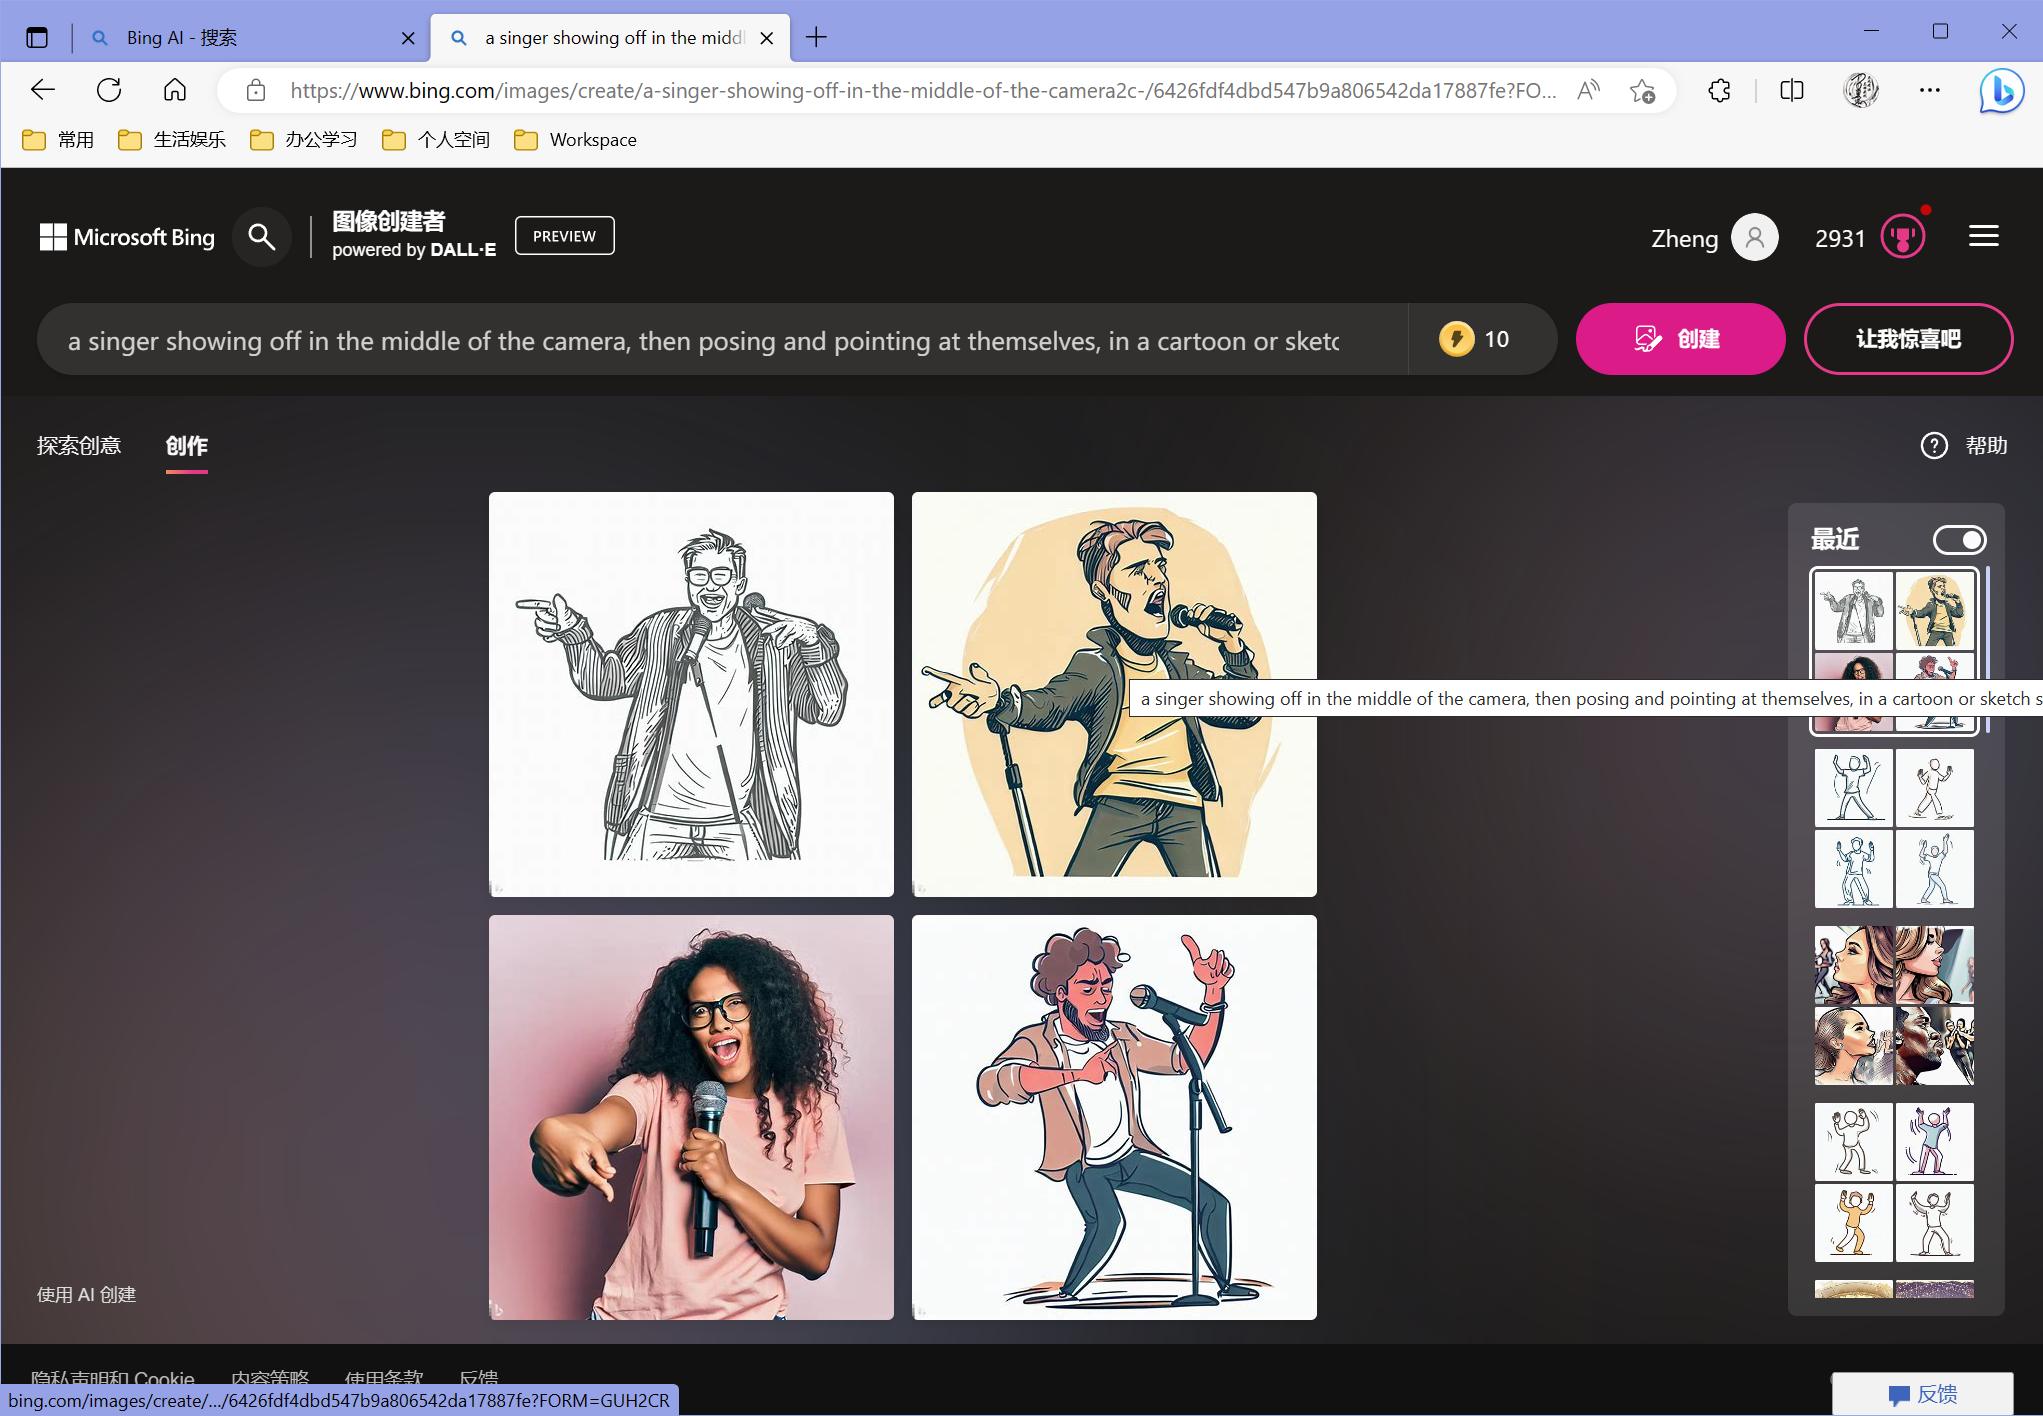 Bing AI - 搜索
a singer showing off in the midd
https://www.bing.com/images/create/a-singer-showing-off-in-the-middle-of-the-camera2c-/6426fdf4dbd547b9a806542da17887fe?FO...
常用
生活娱乐
办公学习
个人空间
Workspace
Microsoft Bing
图像创建者
powered by DALL·E
PREVIEW
Zheng
2931
a singer showing off in the middle of the camera, then posing and pointing at themselves, in a cartoon or sketc
10
创建
让我惊喜吧
探索创意
创作
帮助
最近
a singer showing off in the middle of the camera, then posing and pointing at themselves, in a cartoon or sketch s
使用 AI 创建
隐私声明和 Cookie
内容策略
使用条款
反馈
bing.com/images/create/.../6426fdf4dbd547b9a806542da17887fe?FORM=GUH2CR
反馈